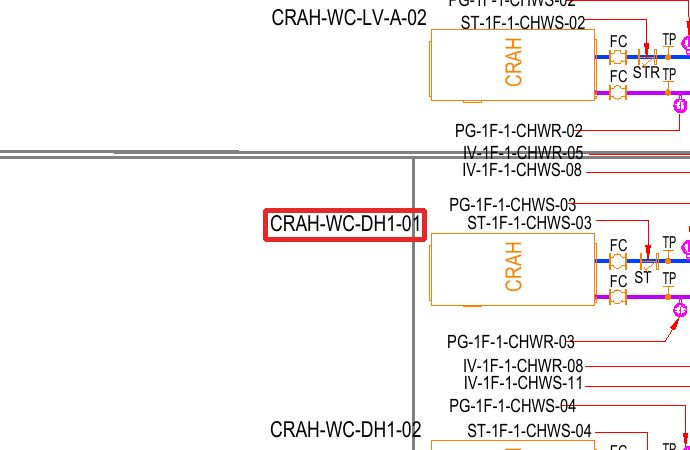 PG-1F-1-CHWS-02
CRAH-WC-LV-A-02
ST-1F-1-CHWS-02
CRAH
FC
TP
STR
TP
FC
PG-1F-1-CHWR-02
IV-1F-1-CHWR-05
IV-1F-1-CHWS-08
PG-1F-1-CHWS-03
CRAH-WC-DH1-01
ST-1F-1-CHWS-03
CRAH
FC
TP
ST
TP
FC
PG-1F-1-CHWR-03
IV-1F-1-CHWR-08
IV-1F-1-CHWS-11
PG-1F-1-CHWS-04
CRAH-WC-DH1-02
ST-1F-1-CHWS-04
FC
TP